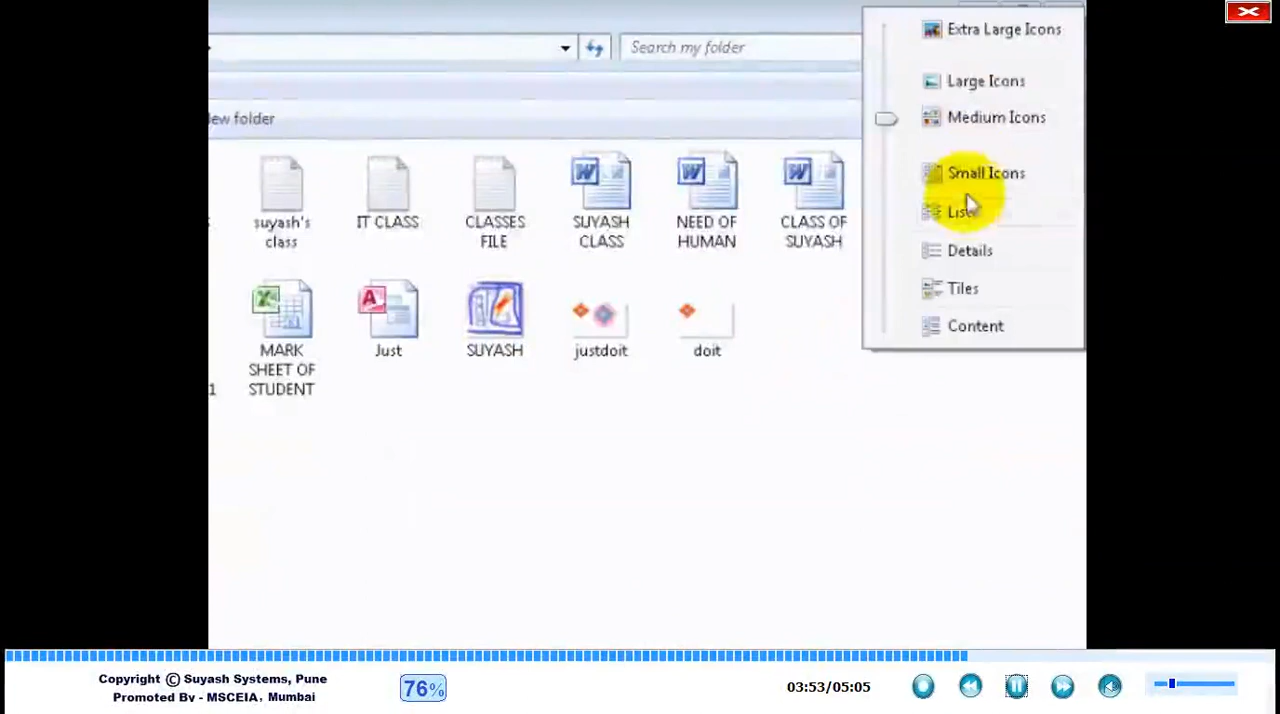 Search my folder
ew folder
Extra Large Icons
Large Icons
Medium Icons
Small Icons
List
Details
Tiles
Content
suyash's
class
IT CLASS
CLASSES
FILE
SUYASH
CLASS
NEED OF
HUMAN
CLASS OF
SUYASH
1
MARK
SHEET OF
STUDENT
Just
SUYASH
justdoit
doit
Copyright © Suyash Systems, Pune
Promoted By - MSCEIA, Mumbai
76%
03:53/05:05